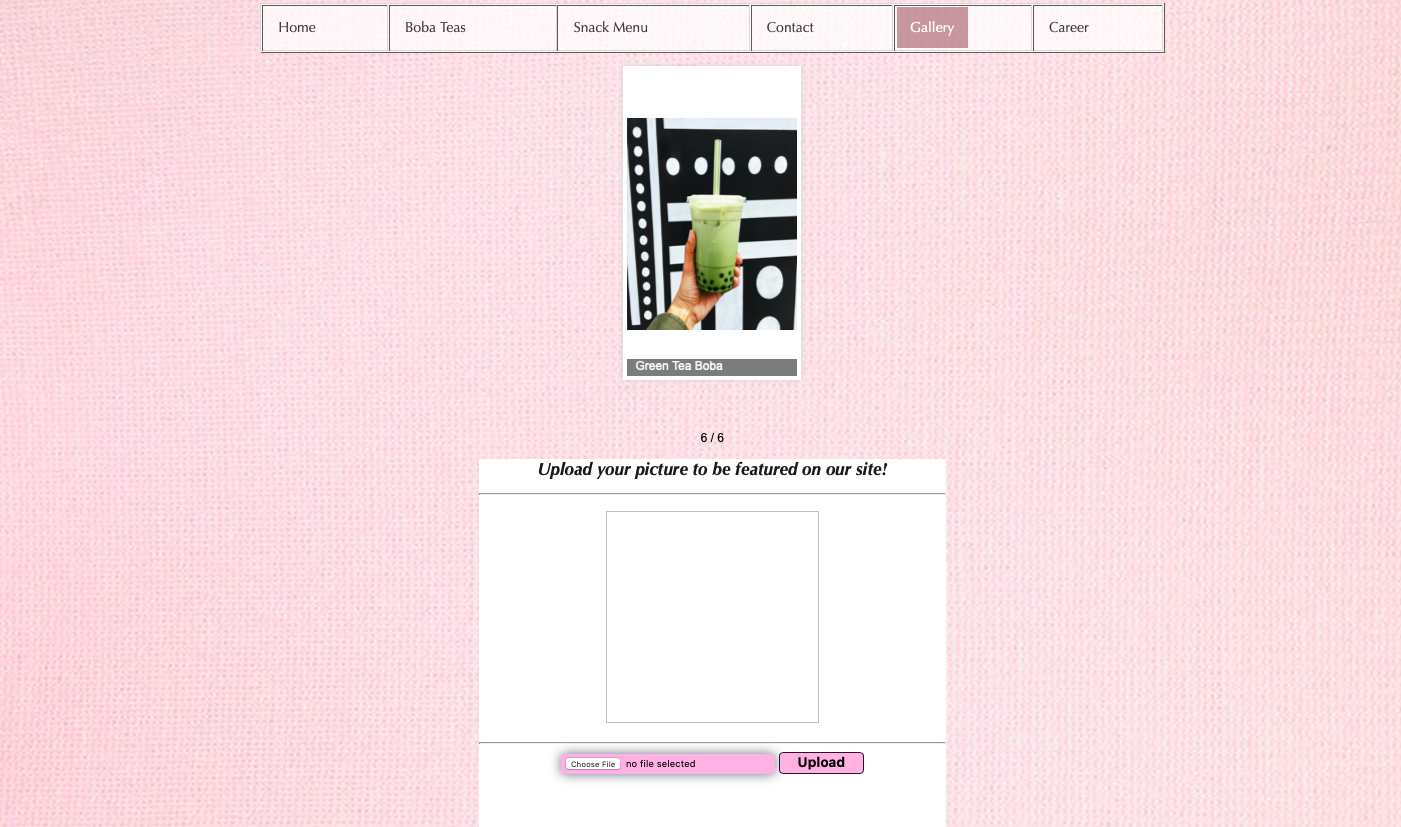 Home Boba Teas Snack Menu Contact Gallery Career
Green Tea Boba
6 / 6
Upload your picture to be featured on our site!
Choose File no file selected Upload